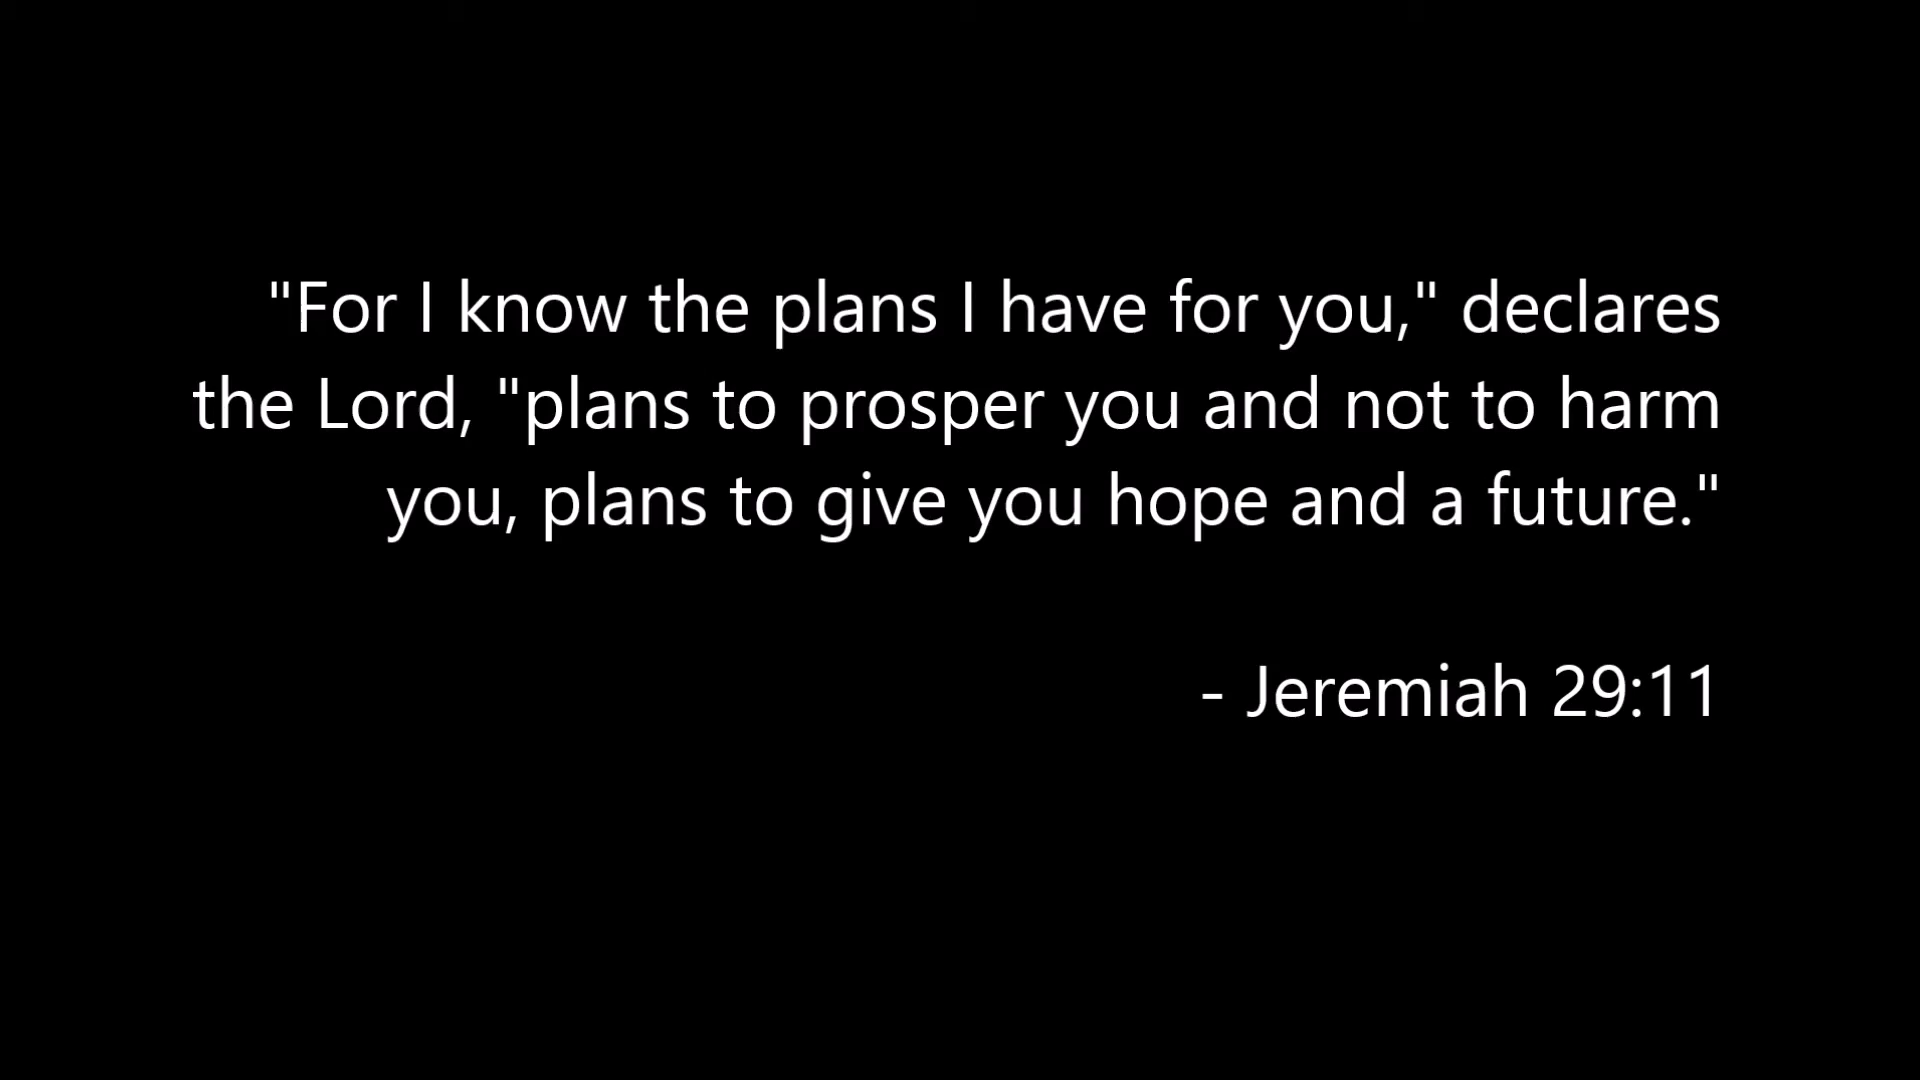 "For I know the plans I have for you," declares
the Lord, "plans to prosper you and not to harm
you, plans to give you hope and a future."
- Jeremiah 29:11